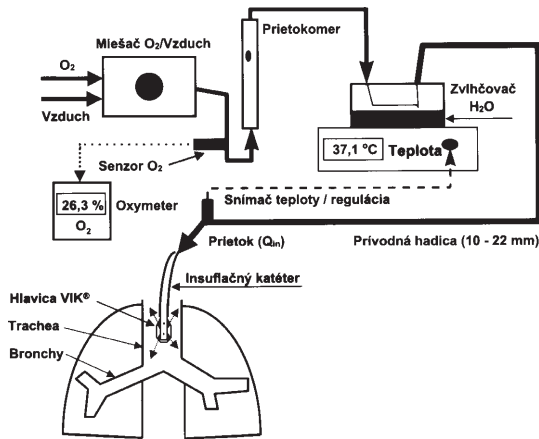 Prietokomer
Miešač O₂/Vzduch
O₂
Vzduch
Zvlhčovač
H₂O
37,1 °C
Teplota
Senzor O₂
26,3 %
O₂
Oxymeter
Snímač teploty / regulácia
Prietok (Qin)
Prívodná hadica (10 - 22 mm)
Insuflačný katéter
Hlavica VIK®
Trachea
Bronchy